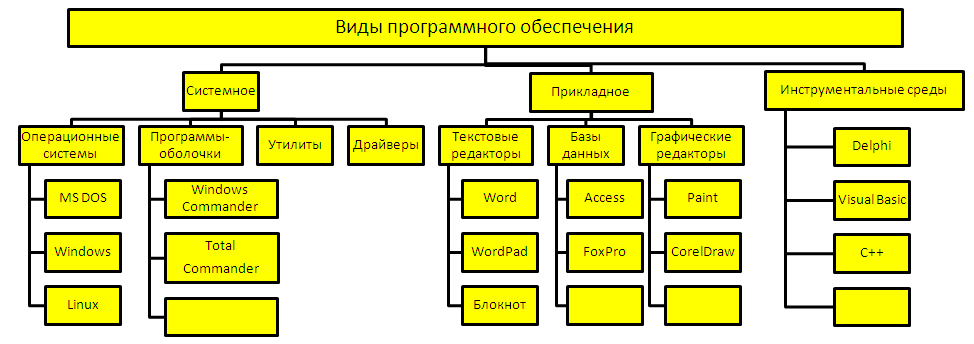 Виды программного обеспечения
Системное
Прикладное
Инструментальные среды
Операционные
системы
Программы-
оболочки
Утилиты
Драйверы
Текстовые
редакторы
Базы
данных
Графические
редакторы
Delphi
MS DOS
Windows
Commander
Word
Access
Paint
Visual Basic
Windows
Total
Commander
WordPad
FoxPro
CorelDraw
C++
Linux
Блокнот